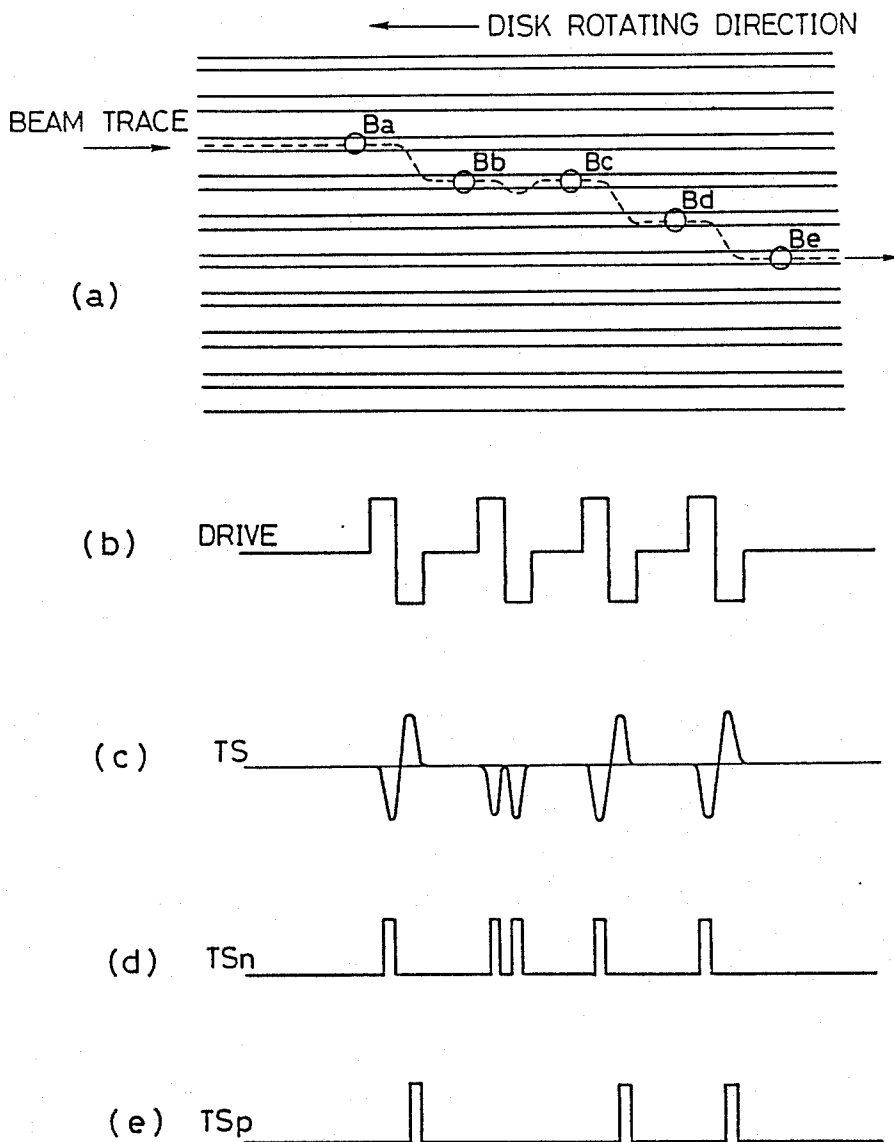 DISK ROTATING DIRECTION
BEAM TRACE
Ba
Bb
Bc
Bd
Be
(a)
(b) DRIVE
(c) TS
(d) TSn
(e) TSp